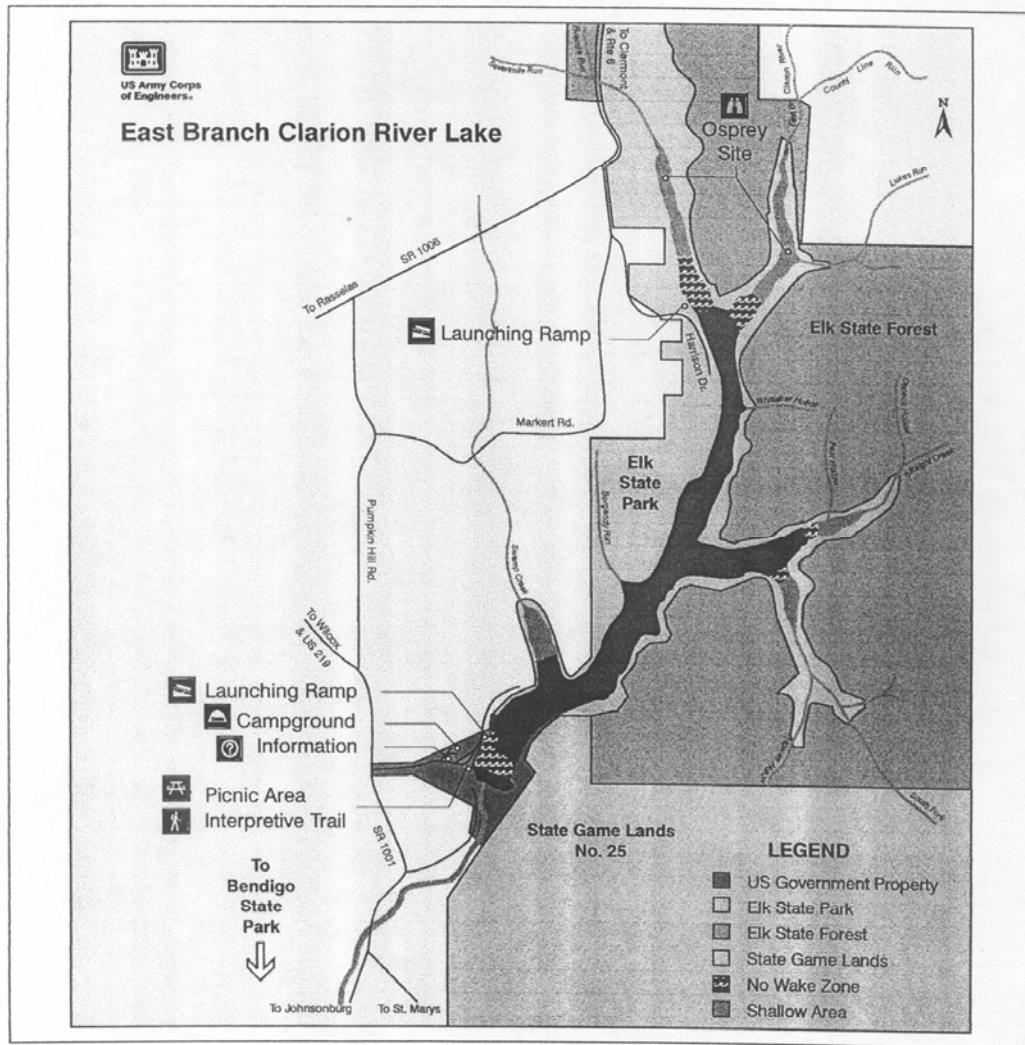 US Army Corps
of Engineers®
East Branch Clarion River Lake
To Clermont
& Rte 6
Sevenmile Run
Osprey
Site
County Line Run
N
Lukes Run
SR 1006
To Rasselas
Launching Ramp
Harrison Dr.
Elk State Forest
Markert Rd.
Elk
State
Park
Straight Creek
Pumpkin Hill Rd.
Swamp Creek
To Wilcox
& US 219
Launching Ramp
Campground
Information
Picnic Area
Interpretive Trail
SR 1001
South Fork
State Game Lands
No. 25
To
Bendigo
State
Park
To Johnsonburg
To St. Marys
LEGEND
US Government Property
Elk State Park
Elk State Forest
State Game Lands
No Wake Zone
Shallow Area